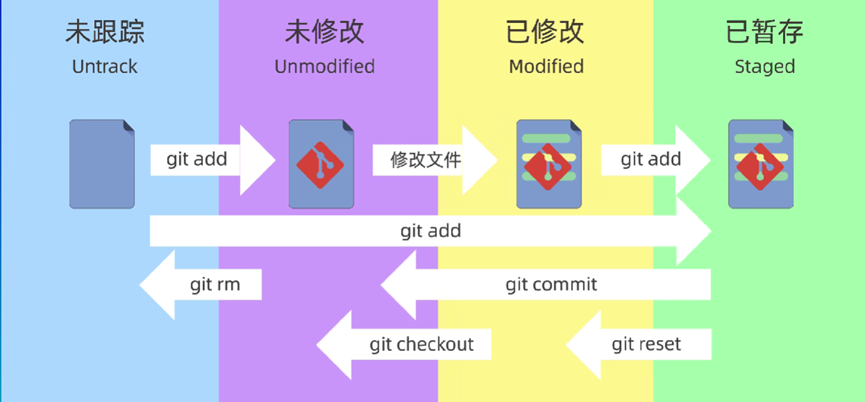 未跟踪
Untrack
未修改
Unmodified
已修改
Modified
已暂存
Staged
git add
修改文件
git add
git add
git rm
git commit
git checkout
git reset